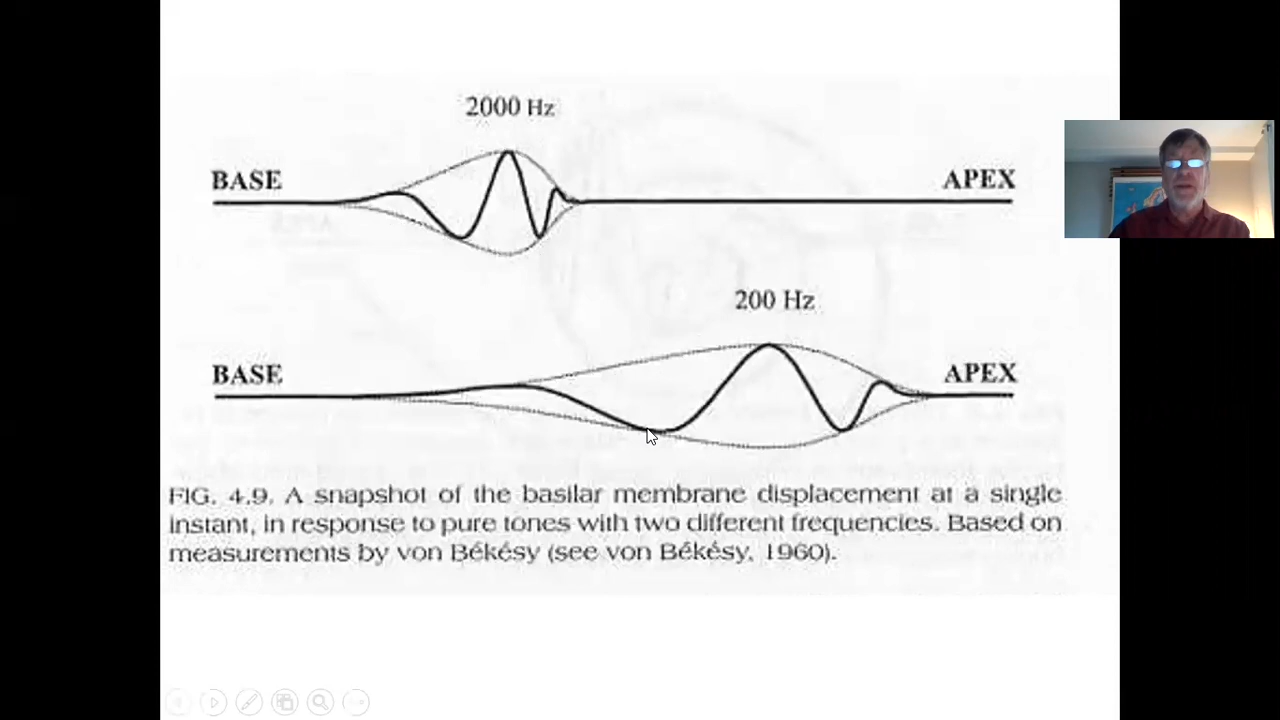 2000 Hz
BASE
APEX
200 Hz
BASE
APEX
FIG. 4.9. A snapshot of the basilar membrane displacement at a single
instant, in response to pure tones with two different frequencies. Based on
measurements by von Békésy (see von Békésy, 1960).